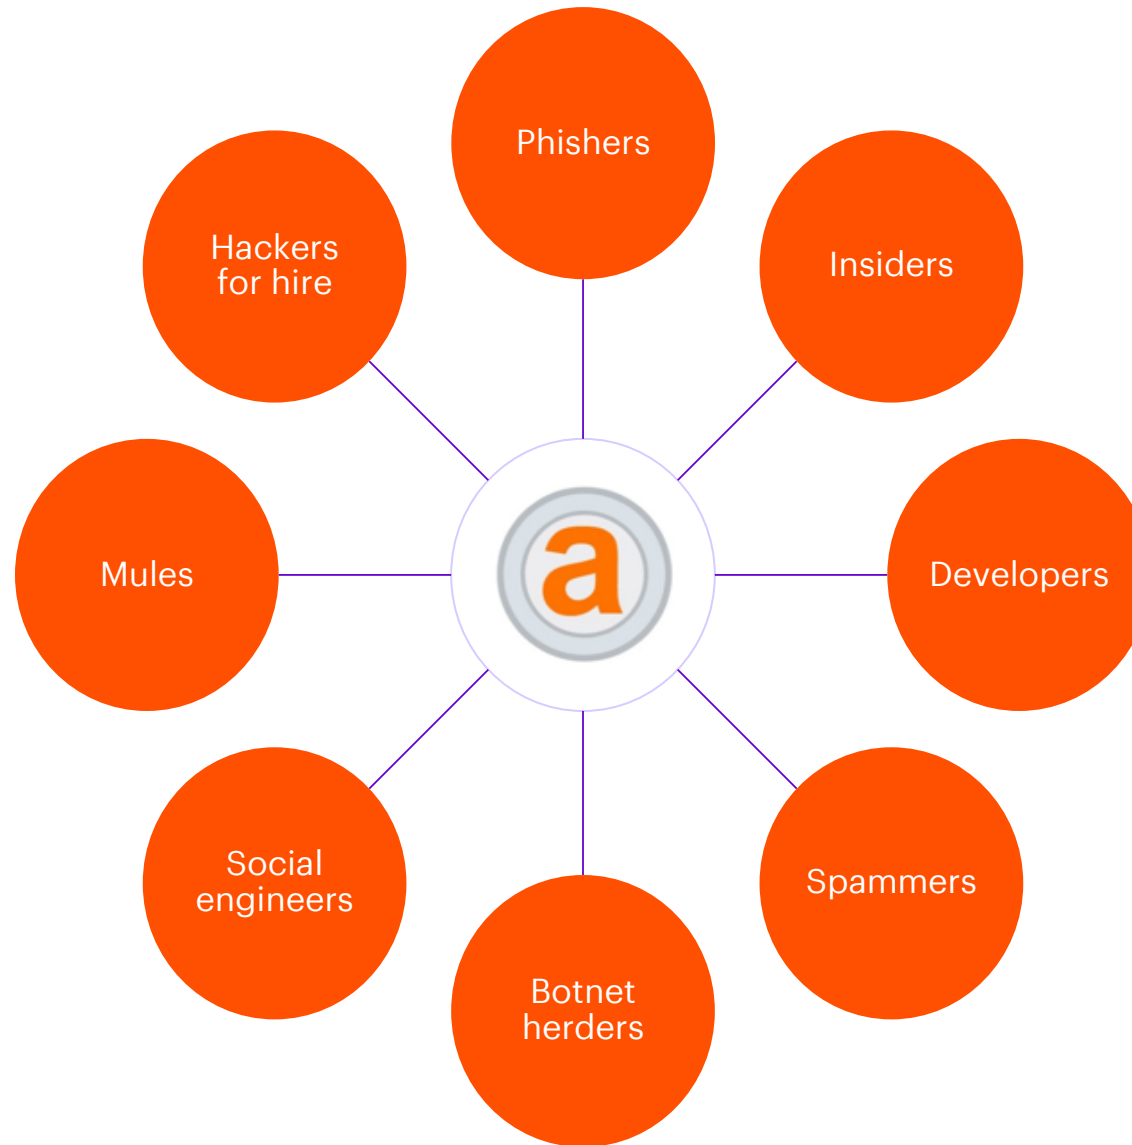 Phishers
Hackers
for hire
Insiders
a
Mules
Developers
Social
engineers
Spammers
Botnet
herders